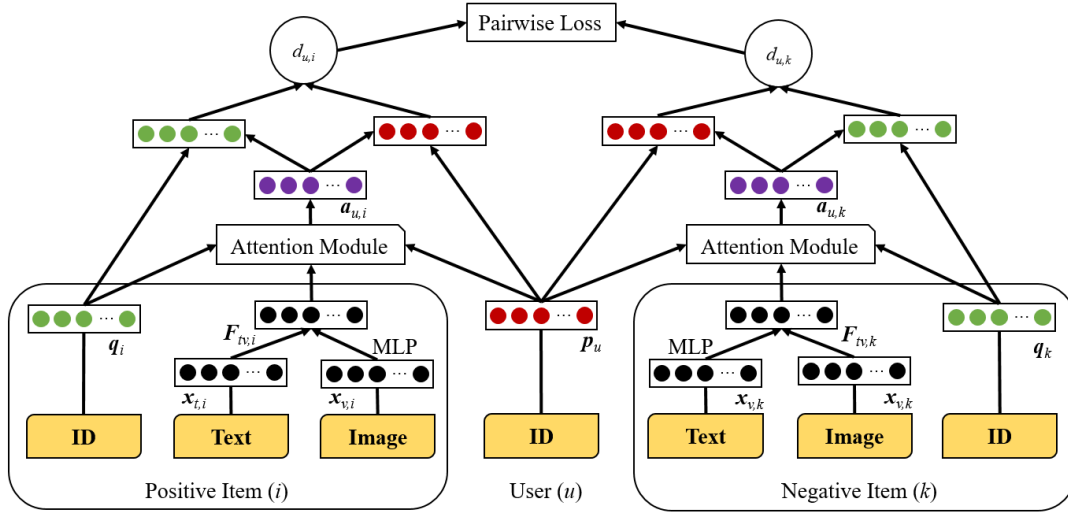 Pairwise Loss
d_{u,i}
d_{u,k}
...
...
...
...
...
...
a_{u,i}
a_{u,k}
Attention Module
Attention Module
...
...
...
...
...
q_i
F_{tv,i}
MLP
p_u
MLP
F_{tv,k}
q_k
...
...
...
...
x_{t,i}
x_{v,i}
x_{v,k}
x_{v,k}
ID
Text
Image
ID
Text
Image
ID
Positive Item (i)
User (u)
Negative Item (k)